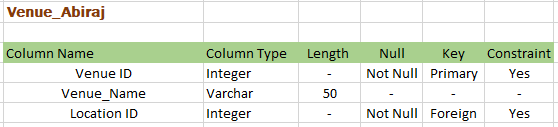 Venue_Abiraj
Column Name Column Type Length Null Key Constraint
Venue ID Integer - Not Null Primary Yes
Venue_Name Varchar 50 - - -
Location ID Integer - Not Null Foreign Yes